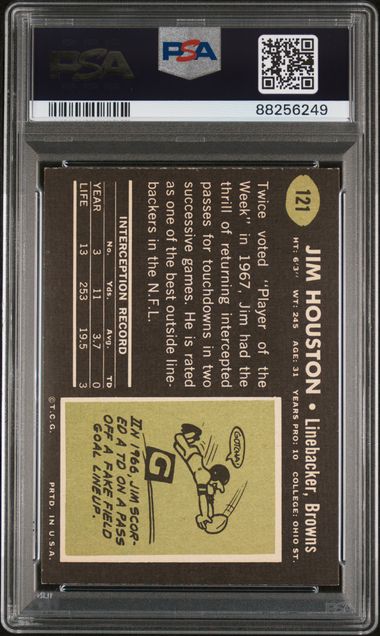 PSA
PSA
88256249
121
JIM HOUSTON • Linebacker, Browns
HT: 6'3" WT: 245 AGE: 31 YEARS PRO: 10 COLLEGE: OHIO ST.
Twice voted "Player of the
Week" in 1967, Jim had the
thrill of returning intercepted
passes for touchdowns in two
successive games. He is rated
as one of the best outside line-
backers in the N.F.L.
INTERCEPTION RECORD
No. Yds. Avg. TD
YEAR 3 11 3.7 0
LIFE 13 253 19.5 3
GOTCHA!
G
IN 1966, JIM SCOR-
ED A TD ON A PASS
OFF A FAKE FIELD
GOAL LINEUP.
© T.C.G. PRTD. IN U.S.A.